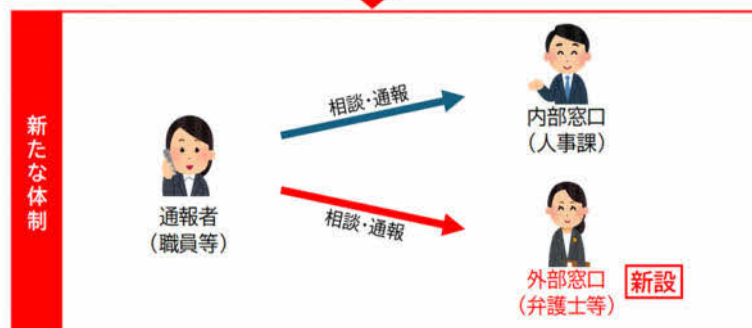 新たな体制
相談・通報
内部窓口
（人事課）
通報者
（職員等）
相談・通報
外部窓口
（弁護士等）
新設